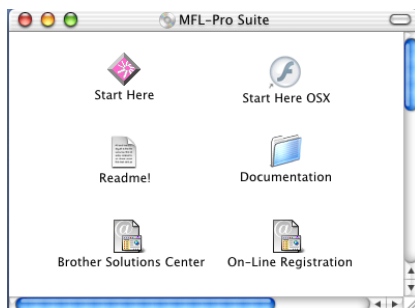 MFL-Pro Suite
Start Here
Start Here OSX
Readme!
Documentation
Brother Solutions Center
On-Line Registration